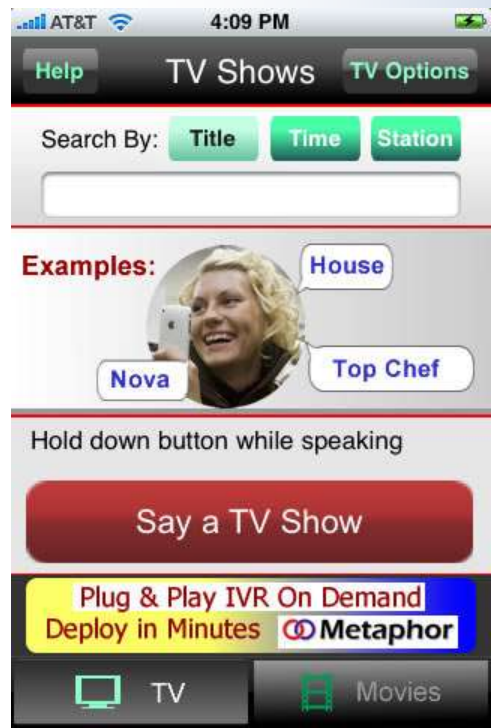 AT&T 4:09 PM
Help TV Shows TV Options
Search By: Title Time Station
Examples:
House
Top Chef
Nova
Hold down button while speaking
Say a TV Show
Plug & Play IVR On Demand
Deploy in Minutes Metaphor
TV Movies